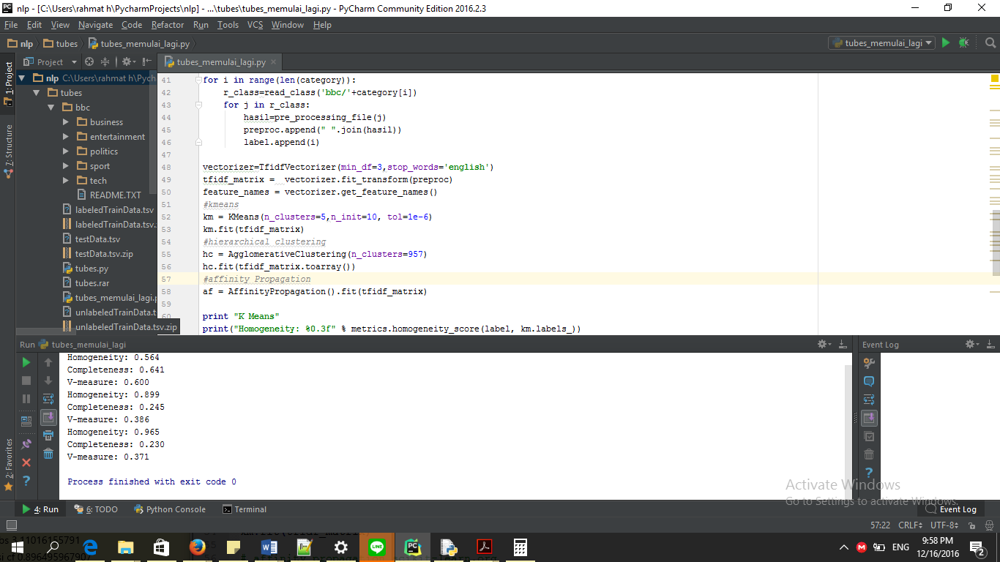 nlp - [C:\Users\rahmat h\PycharmProjects\nlp] - ...\tubes\tubes_memulai_lagi.py - PyCharm Community Edition 2016.2.3
File Edit View Navigate Code Refactor Run Tools VCS Window Help
nlp tubes tubes_memulai_lagi.py
tubes_memulai_lagi
Project
tubes_memulai_lagi.py
1: Project
7: Structure
2: Favorites
nlp C:\Users\rahmat h\Pych
tubes
bbc
business
entertainment
politics
sport
tech
README.TXT
labeledTrainData.tsv
labeledTrainData.tsv.
testData.tsv
testData.tsv.zip
tubes.py
tubes.rar
tubes_memulai_lagi.p
unlabeledTrainData.t
unlabeledTrainData.tsv.zip
41 for i in range(len(category)):
42 r_class=read_class('bbc/'+category[i])
43 for j in r_class:
44 hasil=pre_processing_file(j)
45 preproc.append(" ".join(hasil))
46 label.append(i)
47
48 vectorizer=TfidfVectorizer(min_df=3,stop_words='english')
49 tfidf_matrix = vectorizer.fit_transform(preproc)
50 feature_names = vectorizer.get_feature_names()
51 #kmeans
52 km = KMeans(n_clusters=5,n_init=10, tol=1e-6)
53 km.fit(tfidf_matrix)
54 #hierarchical clustering
55 hc = AgglomerativeClustering(n_clusters=957)
56 hc.fit(tfidf_matrix.toarray())
57 #affinity Propagation
58 af = AffinityPropagation().fit(tfidf_matrix)
59
60 print "K Means"
print("Homogeneity: %0.3f" % metrics.homogeneity_score(label, km.labels_))
Run tubes_memulai_lagi
Event Log
Homogeneity: 0.564
Completeness: 0.641
V-measure: 0.600
Homogeneity: 0.899
Completeness: 0.245
V-measure: 0.386
Homogeneity: 0.965
Completeness: 0.230
V-measure: 0.371
Process finished with exit code 0
Activate Windows
Go to Settings to activate Windows.
4: Run 6: TODO Python Console Terminal Event Log
57:22 CRLF UTF-8
os 3.11016155791
si cf 0.896495967907
ENG
9:58 PM
12/16/2016
2